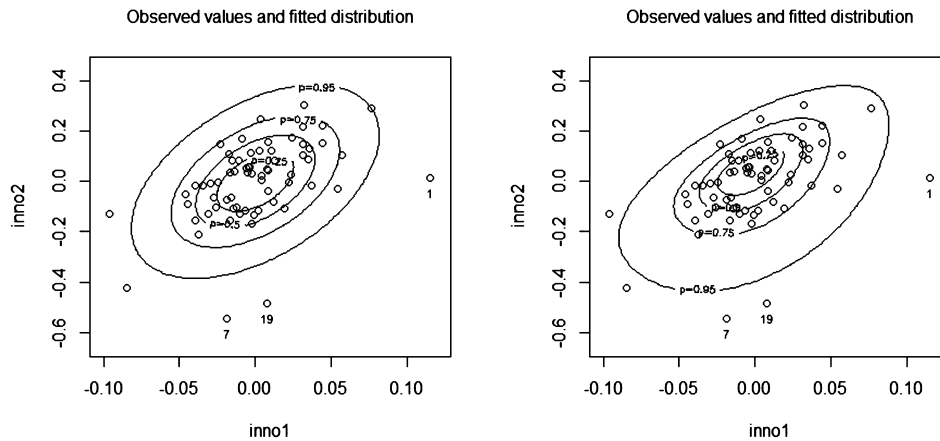 Observed values and fitted distribution
inno2
0.4
0.2
0.0
-0.2
-0.4
-0.6
p=0.95
p=0.75
p=0.25
p=0.5
1
7
19
-0.10
-0.05
0.00
0.05
0.10
inno1
Observed values and fitted distribution
inno2
0.4
0.2
0.0
-0.2
-0.4
-0.6
p=0.75
p=0.95
1
7
19
-0.10
-0.05
0.00
0.05
0.10
inno1